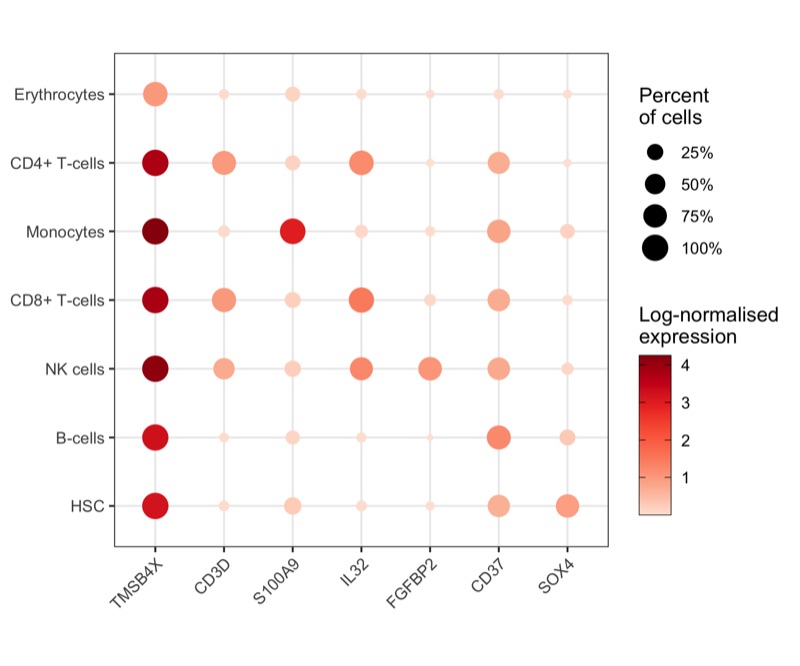 Erythrocytes
CD4+ T-cells
Monocytes
CD8+ T-cells
NK cells
B-cells
HSC
TMSB4X
CD3D
S100A9
IL32
FGFBP2
CD37
SOX4
Percent
of cells
25%
50%
75%
100%
Log-normalised
expression
4
3
2
1